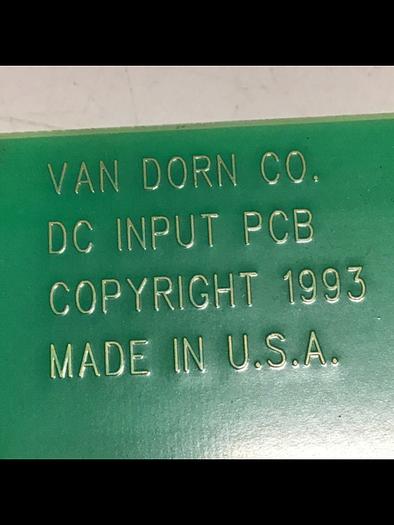 VAN DORN CO.
DC INPUT PCB
COPYRIGHT 1993
MADE IN U.S.A.